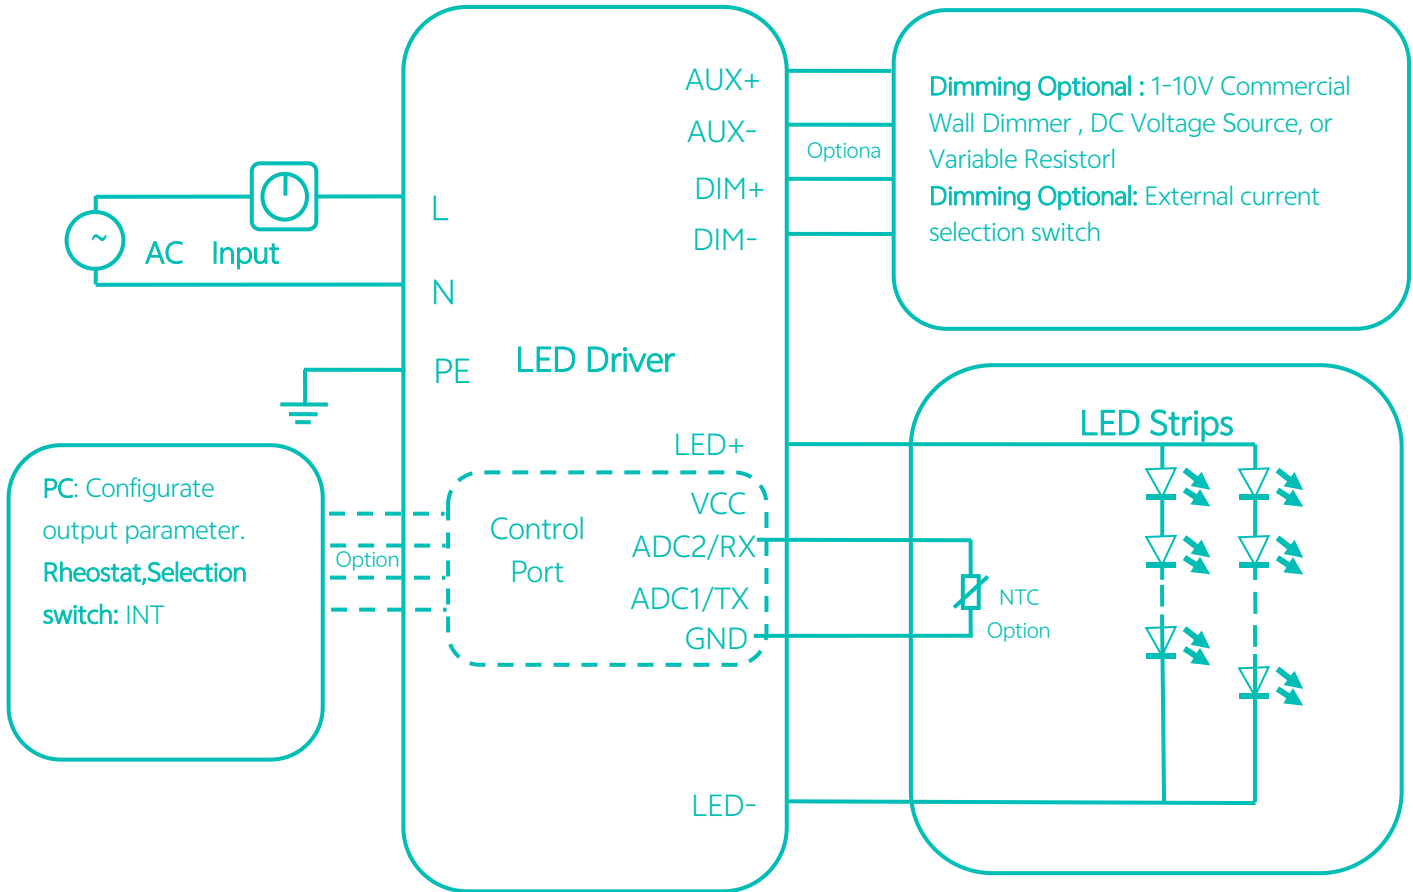 AUX+
AUX-
Optiona
DIM+
DIM-
Dimming Optional : 1-10V Commercial
Wall Dimmer , DC Voltage Source, or
Variable Resistorl
Dimming Optional: External current
selection switch
~
AC Input
L
N
PE
LED Driver
LED+
LED Strips
PC: Configurate
output parameter.
Rheostat,Selection
switch: INT
Option
Control
Port
VCC
ADC2/RX
ADC1/TX
GND
NTC
Option
LED-